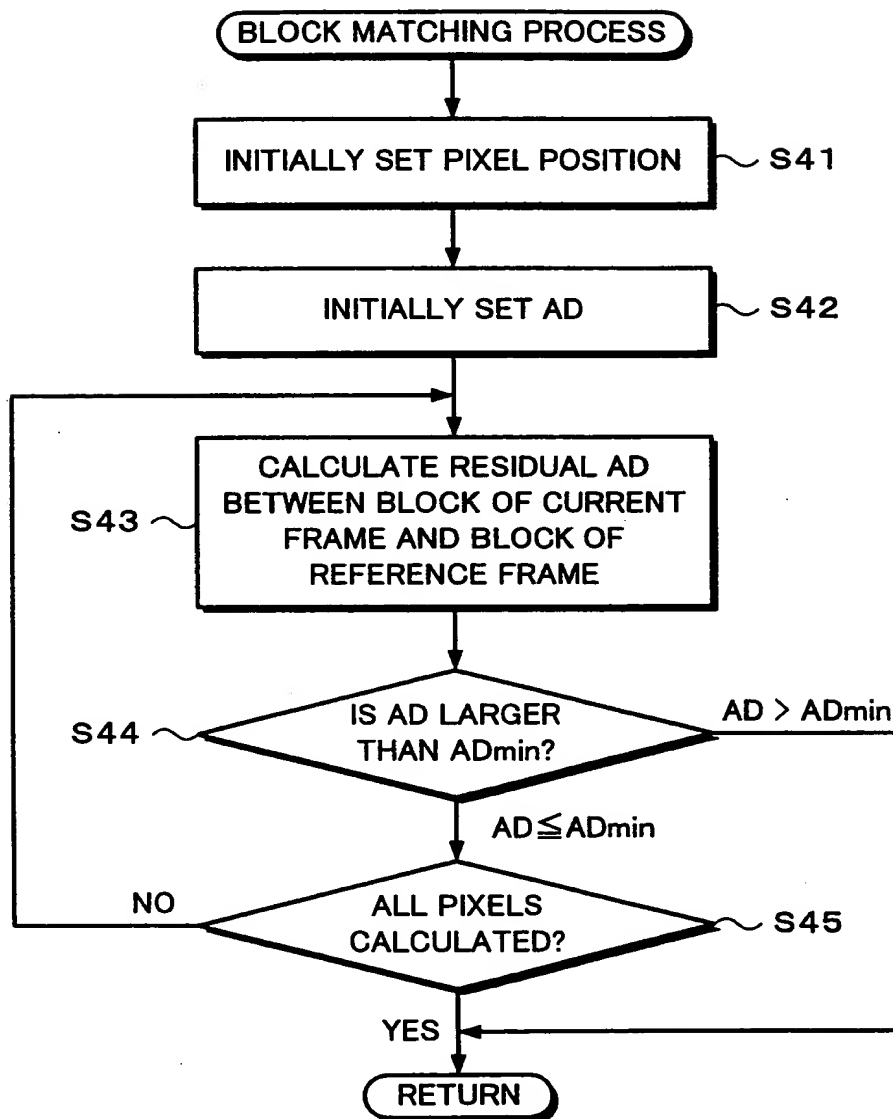 BLOCK MATCHING PROCESS
INITIALLY SET PIXEL POSITION
S41
INITIALLY SET AD
S42
CALCULATE RESIDUAL AD
BETWEEN BLOCK OF CURRENT
FRAME AND BLOCK OF
REFERENCE FRAME
S43
IS AD LARGER
THAN ADmin?
S44
AD > ADmin
AD≦ADmin
ALL PIXELS
CALCULATED?
S45
NO
YES
RETURN